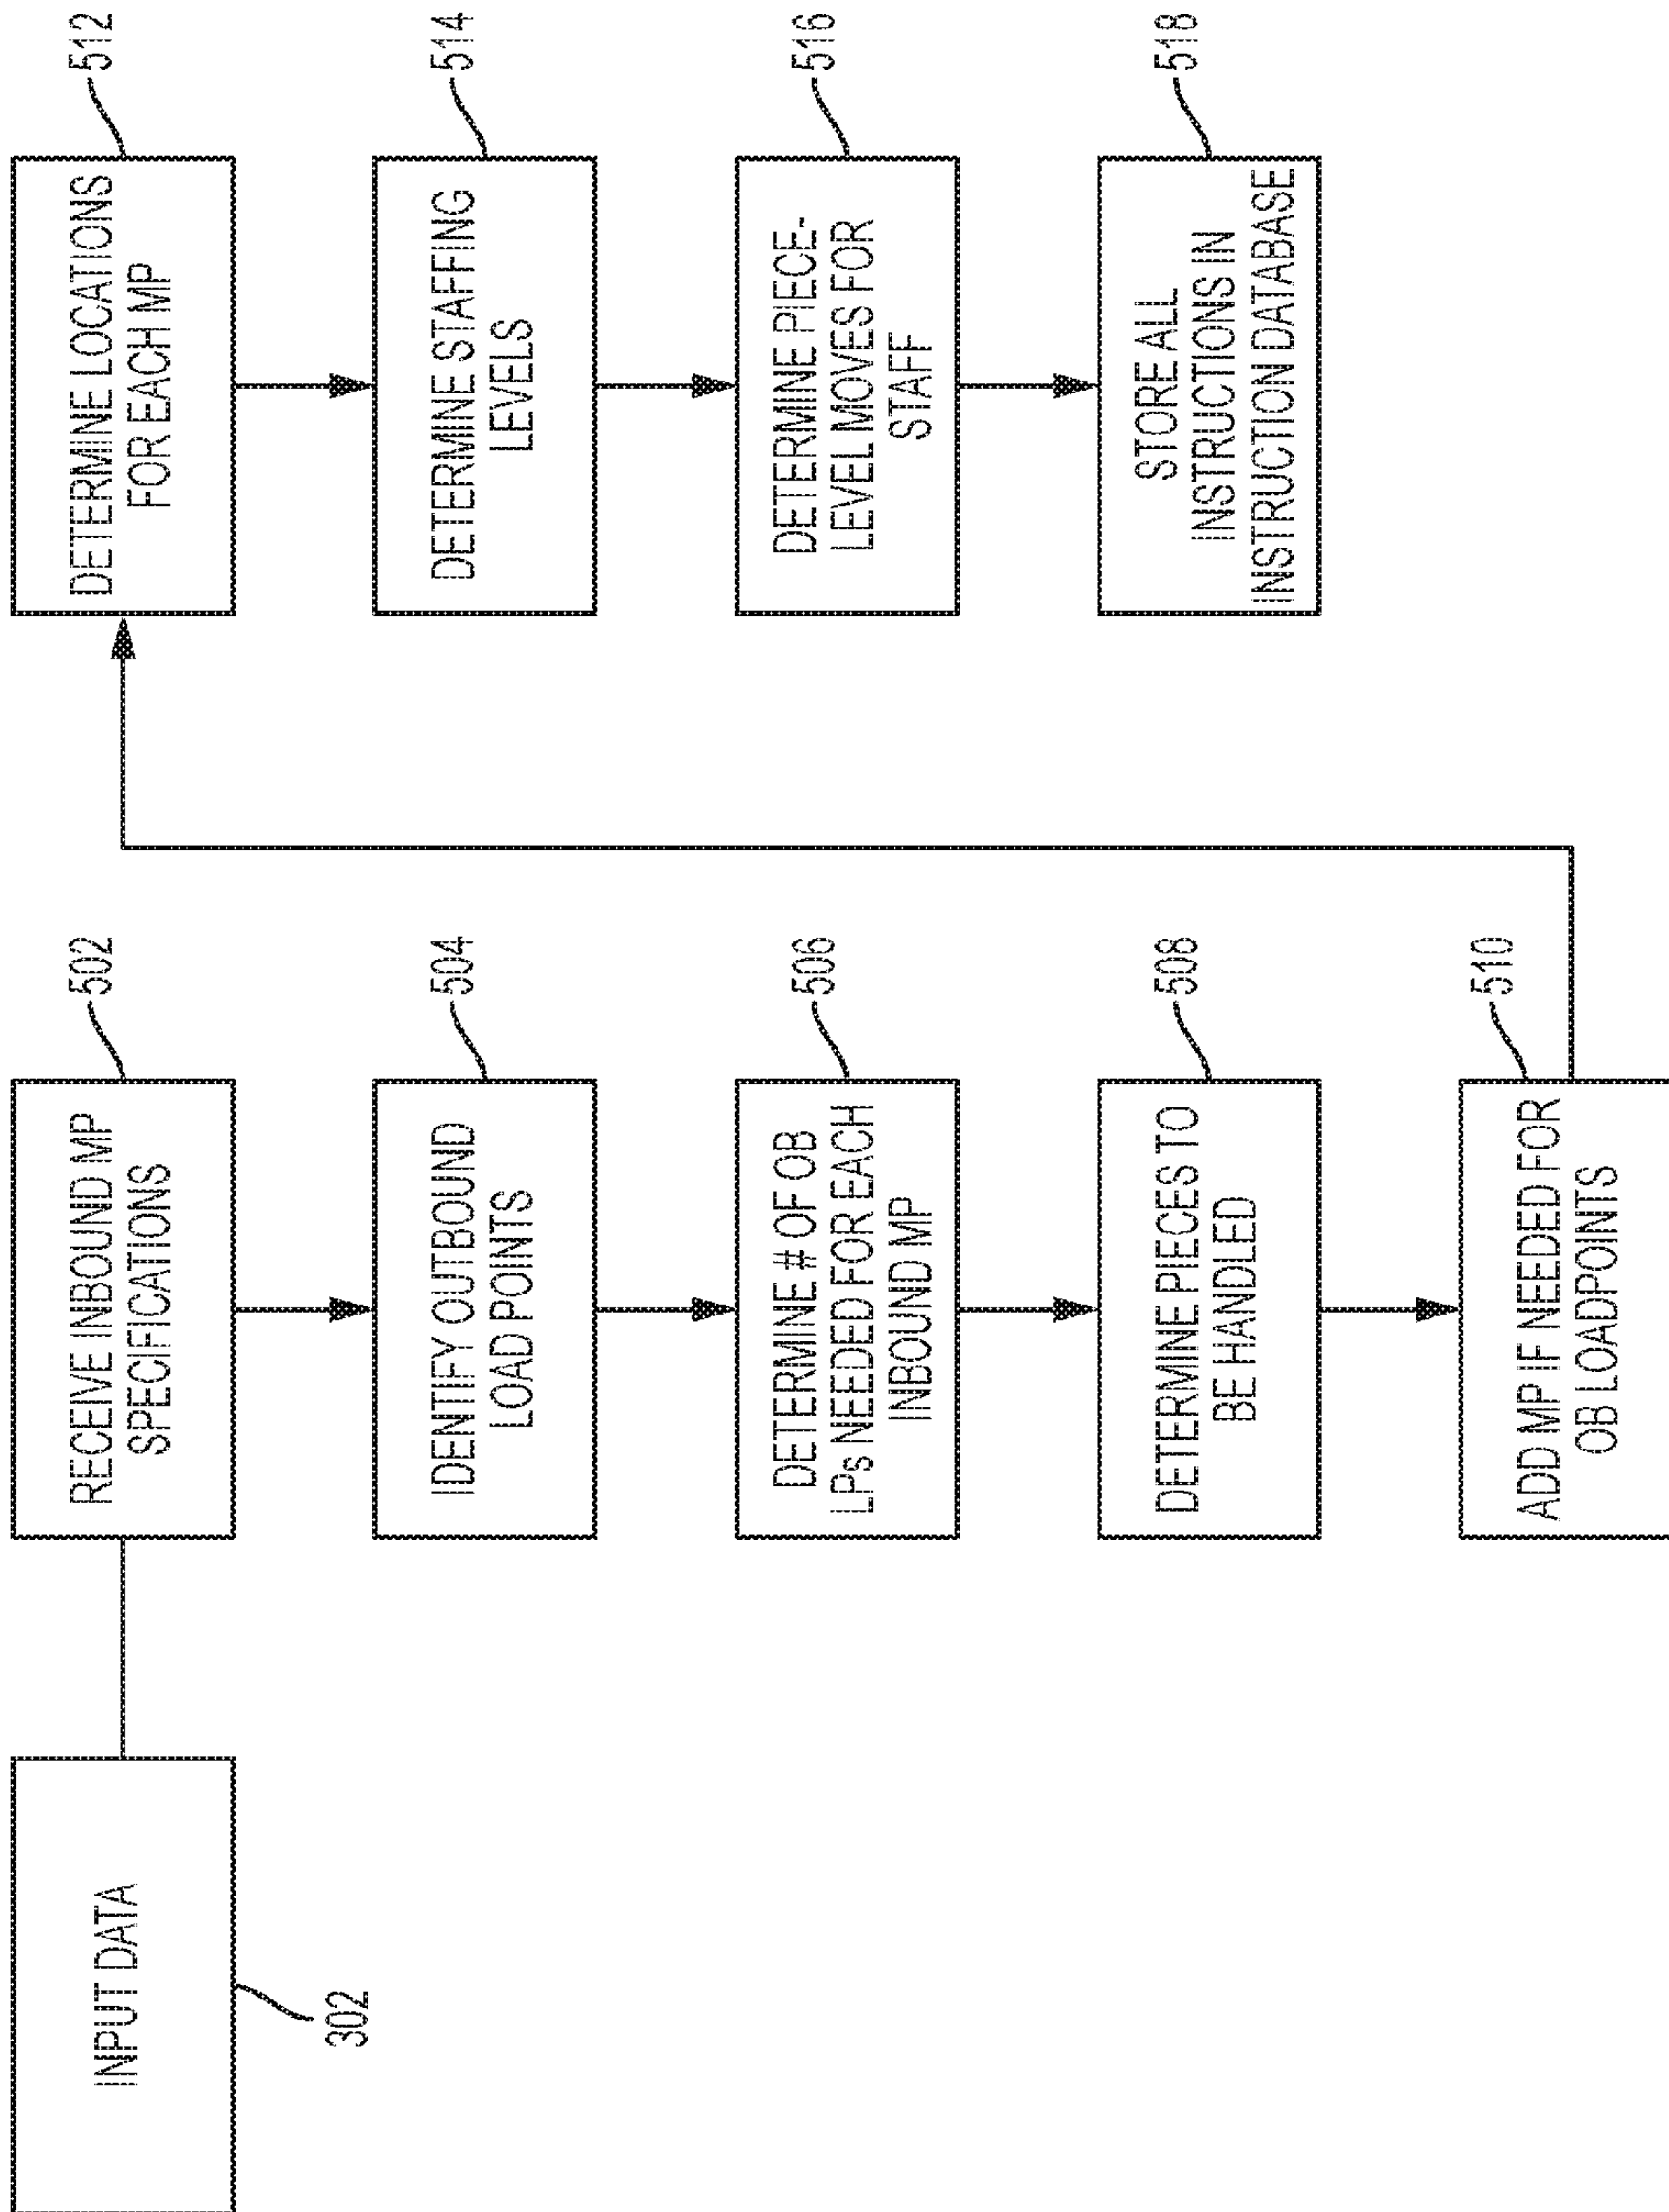 INPUT DATA
302
RECEIVE INBOUND MP
SPECIFICATIONS
502
IDENTIFY OUTBOUND
LOAD POINTS
504
DETERMINE # OF OB
LPs NEEDED FOR EACH
INBOUND MP
506
DETERMINE PIECES TO
BE HANDLED
508
ADD MP IF NEEDED FOR
OB LOADPOINTS
510
DETERMINE LOCATIONS
FOR EACH MP
512
DETERMINE STAFFING
LEVELS
514
DETERMINE PIECE-
LEVEL MOVES FOR
STAFF
516
STORE ALL
INSTRUCTIONS IN
INSTRUCTION DATABASE
518